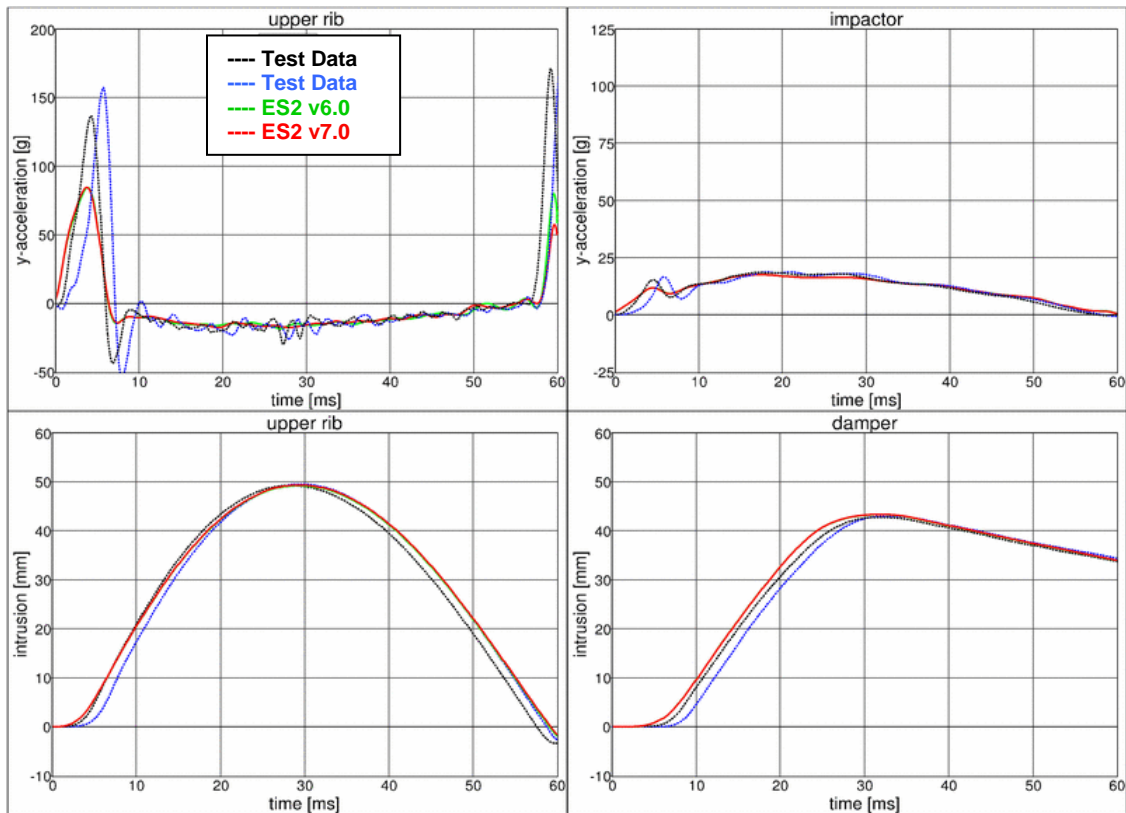 upper rib
200
150
100
50
0
-50
y-acceleration [g]
---- Test Data
---- Test Data
---- ES2 v6.0
---- ES2 v7.0
0 10 20 30 40 50 60
time [ms]
impactor
125
100
75
50
25
0
-25
y-acceleration [g]
0 10 20 30 40 50 60
time [ms]
upper rib
60
50
40
30
20
10
0
-10
intrusion [mm]
0 10 20 30 40 50 60
time [ms]
damper
60
50
40
30
20
10
0
-10
intrusion [mm]
0 10 20 30 40 50 60
time [ms]